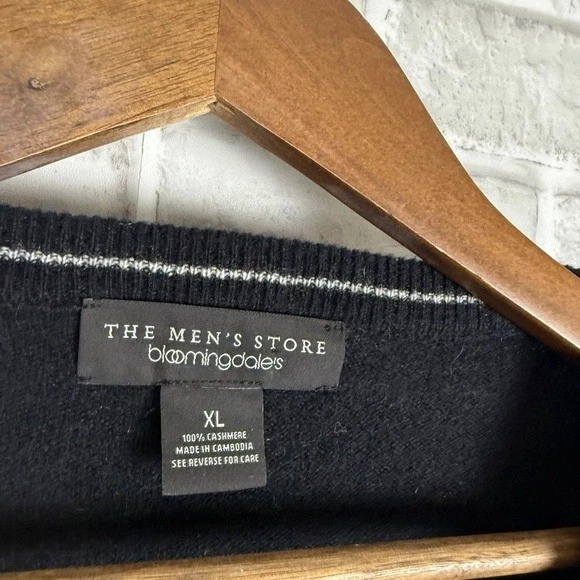 THE MEN'S STORE
bloomingdale's
XL
100% CASHMERE
MADE IN CAMBODIA
SEE REVERSE FOR CARE